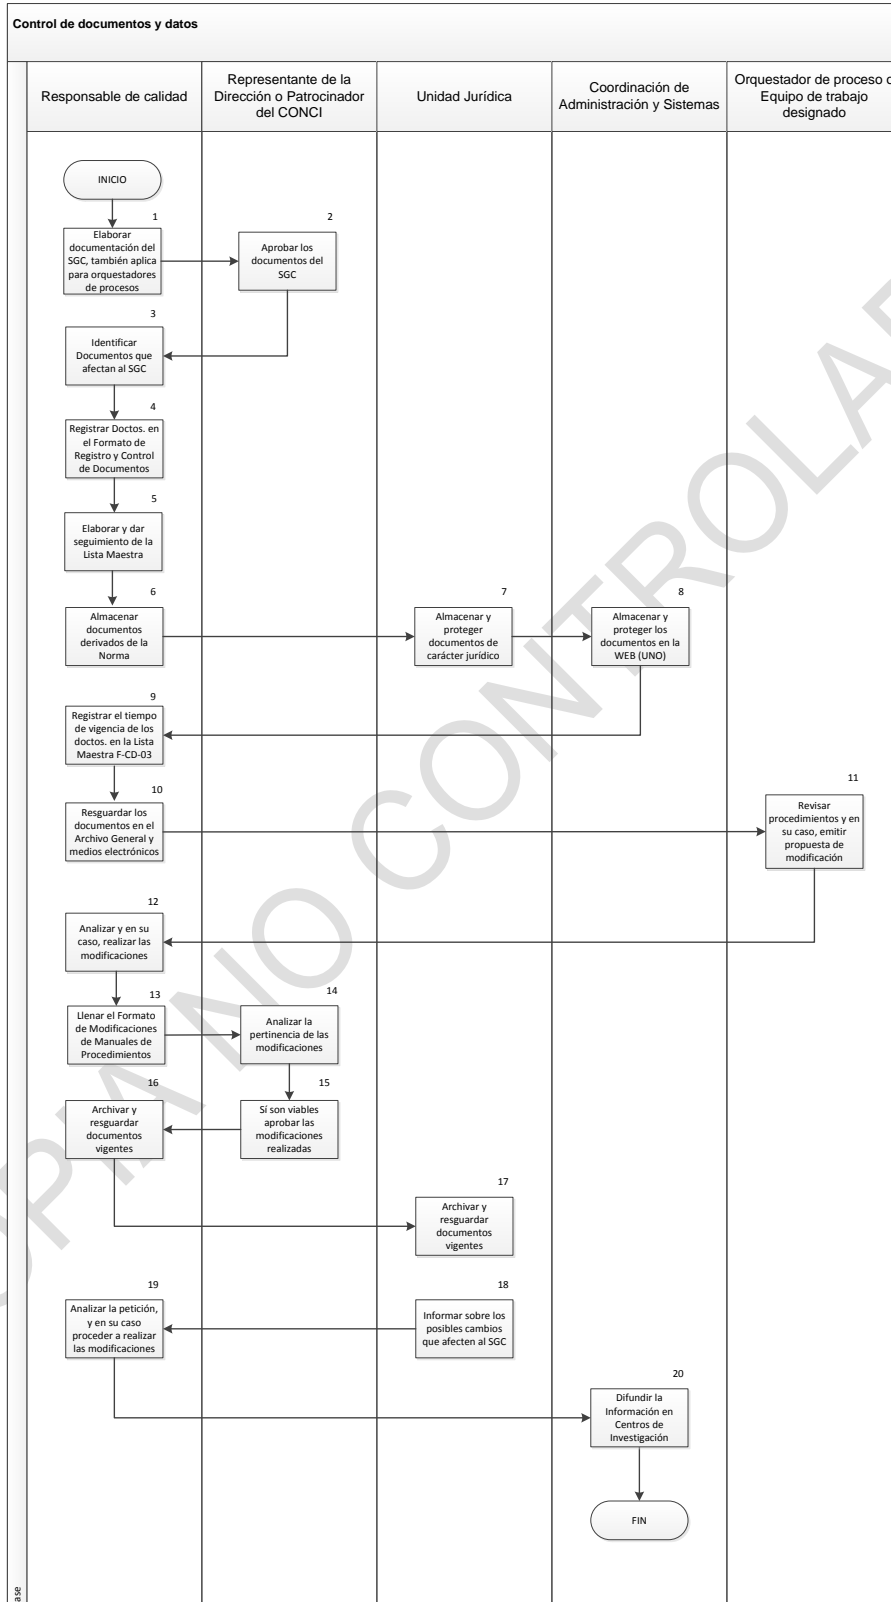 Control de documentos y datos
Responsable de calidad
Representante de la
Dirección o Patrocinador
del CONCI
Unidad Jurídica
Coordinación de
Administración y Sistemas
Orquestador de proceso o
Equipo de trabajo
designado
INICIO
1
Elaborar
documentación del
SGC, también aplica
para orquestadores
de procesos
2
Aprobar los
documentos del
SGC
3
Identificar
Documentos que
afectan al SGC
4
Registrar Doctos. en
el Formato de
Registro y Control
de Documentos
5
Elaborar y dar
seguimiento de la
Lista Maestra
6
Almacenar
documentos
derivados de la
Norma
7
Almacenar y
proteger
documentos de
carácter jurídico
8
Almacenar y
proteger los
documentos en la
WEB (UNO)
9
Registrar el tiempo
de vigencia de los
doctos. en la Lista
Maestra F-CD-03
10
Resguardar los
documentos en el
Archivo General y
medios electrónicos
11
Revisar
procedimientos y en
su caso, emitir
propuesta de
modificación
12
Analizar y en su
caso, realizar las
modificaciones
13
Llenar el Formato
de Modificaciones
de Manuales de
Procedimientos
14
Analizar la
pertinencia de las
modificaciones
15
Sí son viables
aprobar las
modificaciones
realizadas
16
Archivar y
resguardar
documentos
vigentes
17
Archivar y
resguardar
documentos
vigentes
18
Informar sobre los
posibles cambios
que afecten al SGC
19
Analizar la petición,
y en su caso
proceder a realizar
las modificaciones
20
Difundir la
Información en
Centros de
Investigación
FIN
ase
OPIA NO CONTROLAD